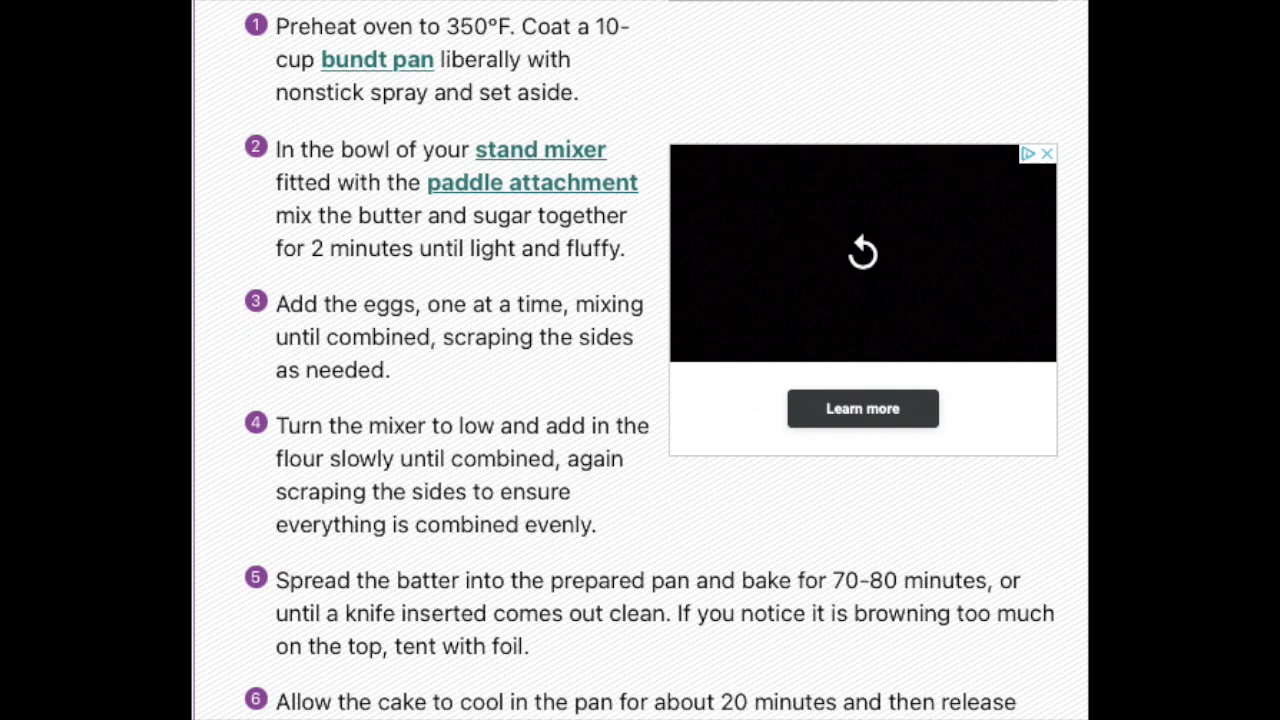 1 Preheat oven to 350°F. Coat a 10-
cup bundt pan liberally with
nonstick spray and set aside.
2 In the bowl of your stand mixer
fitted with the paddle attachment
mix the butter and sugar together
for 2 minutes until light and fluffy.
3 Add the eggs, one at a time, mixing
until combined, scraping the sides
as needed.
4 Turn the mixer to low and add in the
flour slowly until combined, again
scraping the sides to ensure
everything is combined evenly.
Learn more
5 Spread the batter into the prepared pan and bake for 70-80 minutes, or
until a knife inserted comes out clean. If you notice it is browning too much
on the top, tent with foil.
6 Allow the cake to cool in the pan for about 20 minutes and then release